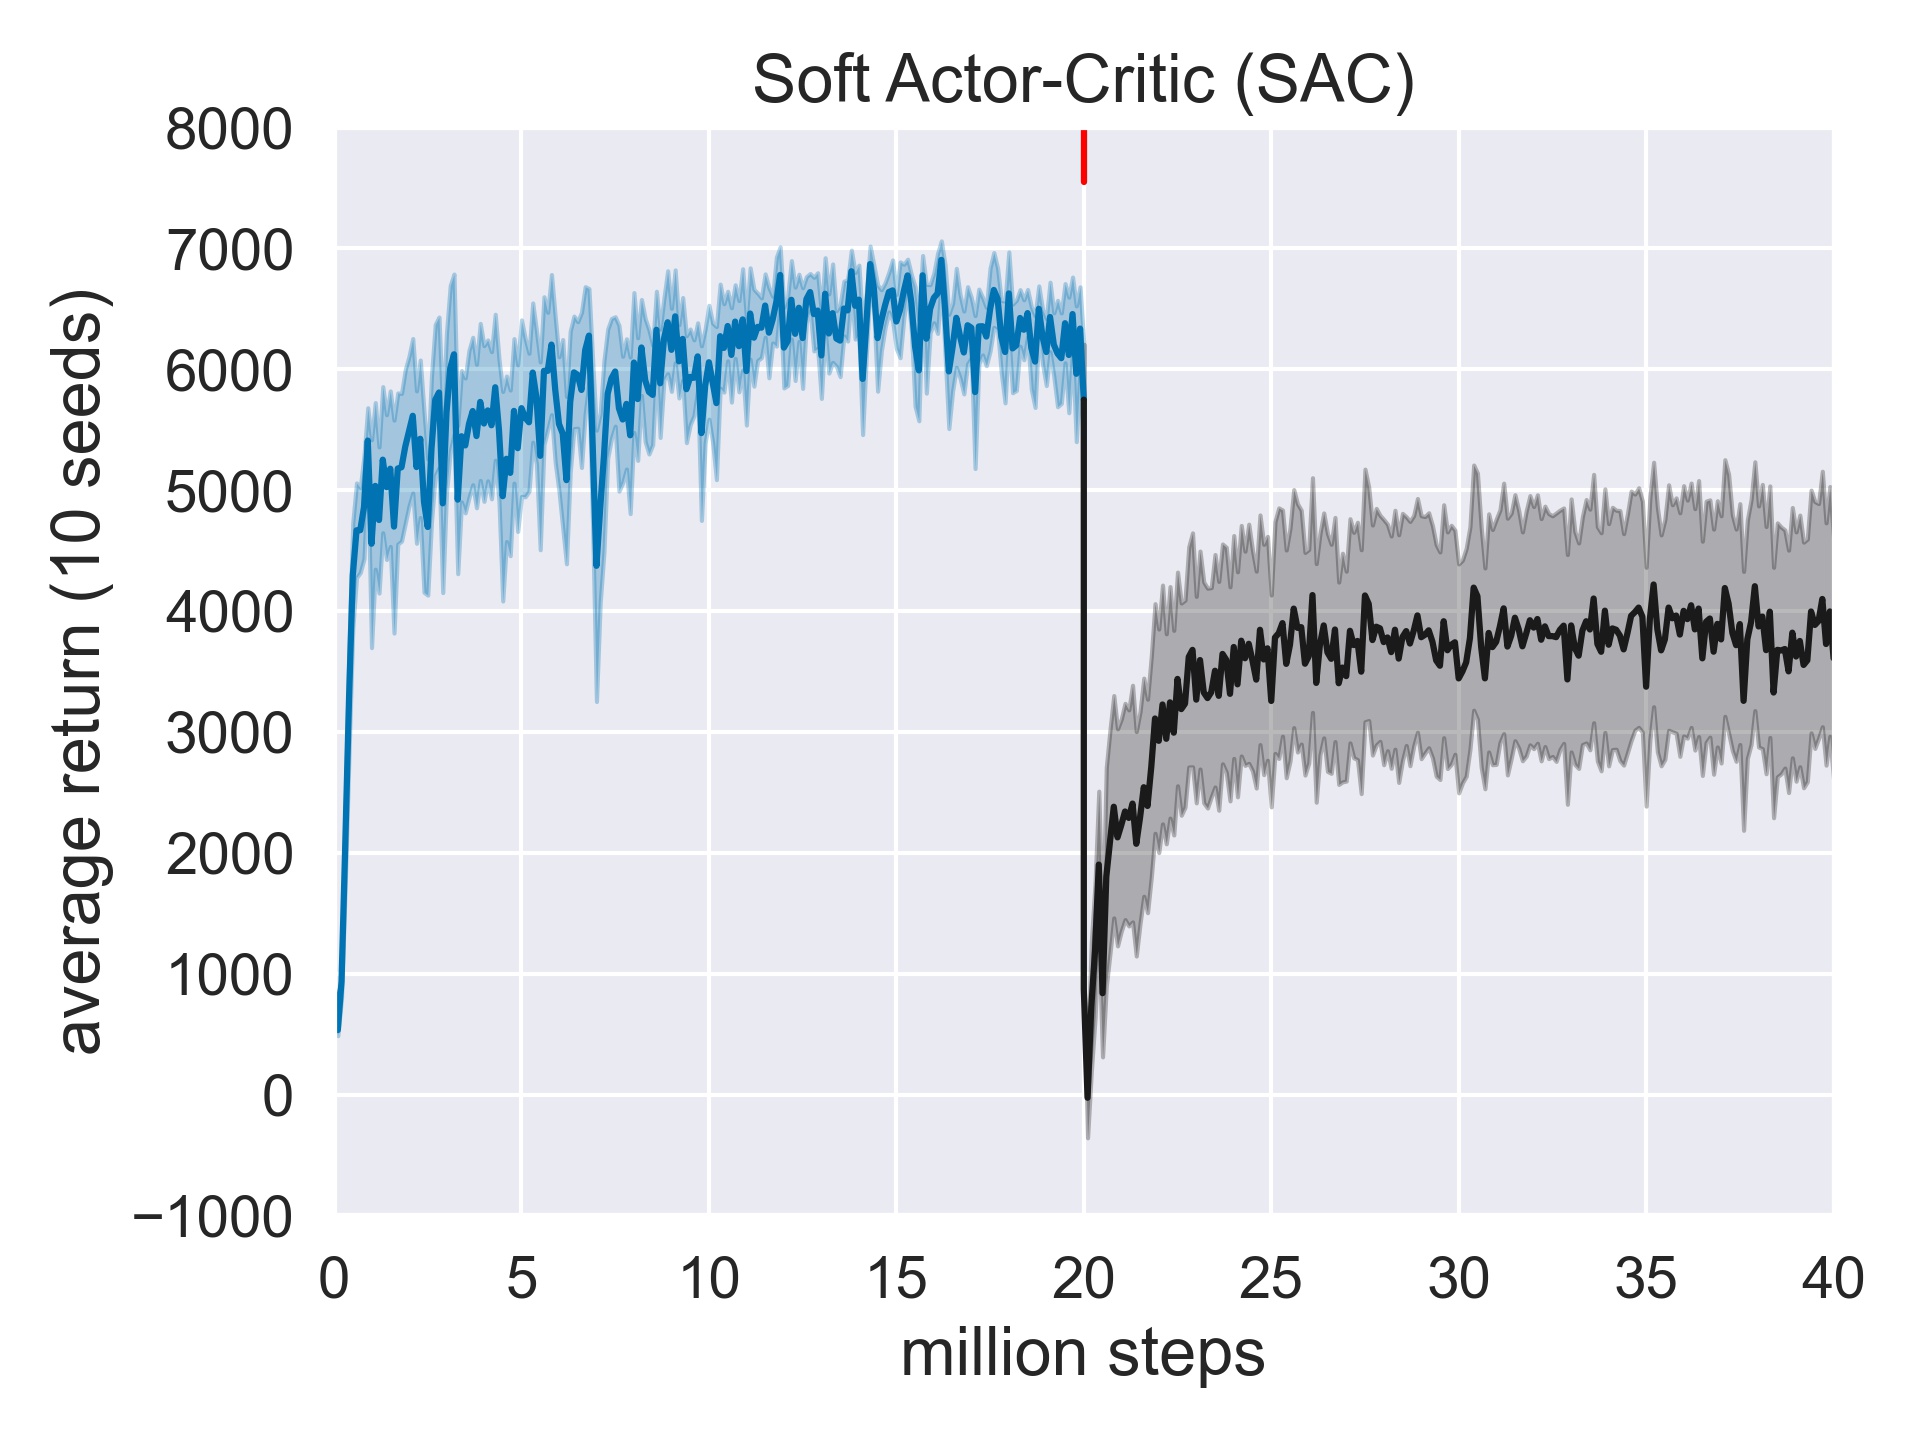 Soft Actor-Critic (SAC)
8000
7000
6000
5000
4000
3000
2000
1000
0
−1000
average return (10 seeds)
0 5 10 15 20 25 30 35 40
million steps